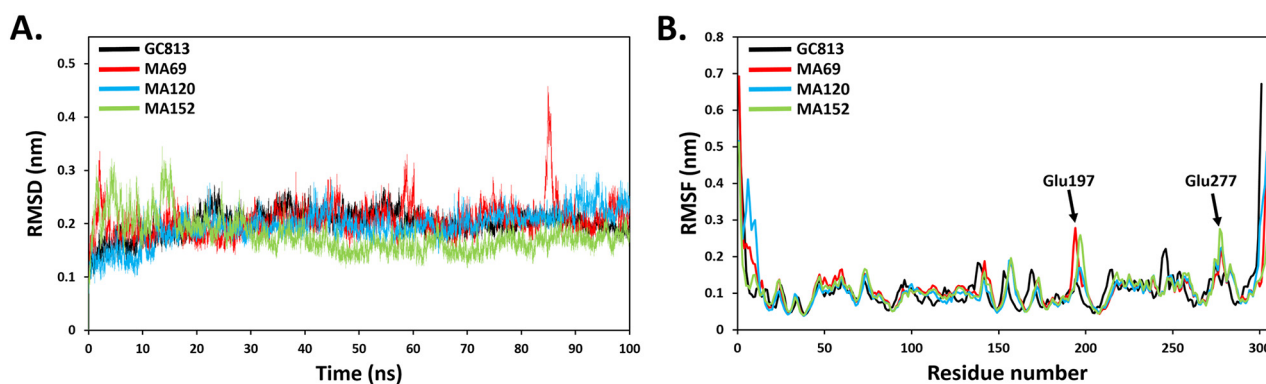 A.
GC813
MA69
MA120
MA152
RMSD (nm)
0.5
0.4
0.3
0.2
0.1
0
0 10 20 30 40 50 60 70 80 90 100
Time (ns)
B.
GC813
MA69
MA120
MA152
RMSF (nm)
0.8
0.7
0.6
0.5
0.4
0.3
0.2
0.1
0
Glu197
Glu277
0 50 100 150 200 250 300
Residue number